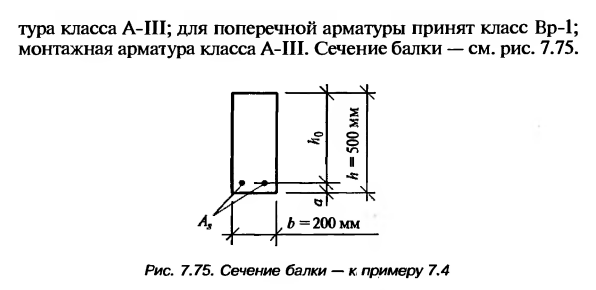 тура класса А-III; для поперечной арматуры принят класс Вр-1;
монтажная арматура класса А-III. Сечение балки — см. рис. 7.75.
h₀
h = 500 мм
a
Aₛ
b = 200 мм
Рис. 7.75. Сечение балки — к примеру 7.4